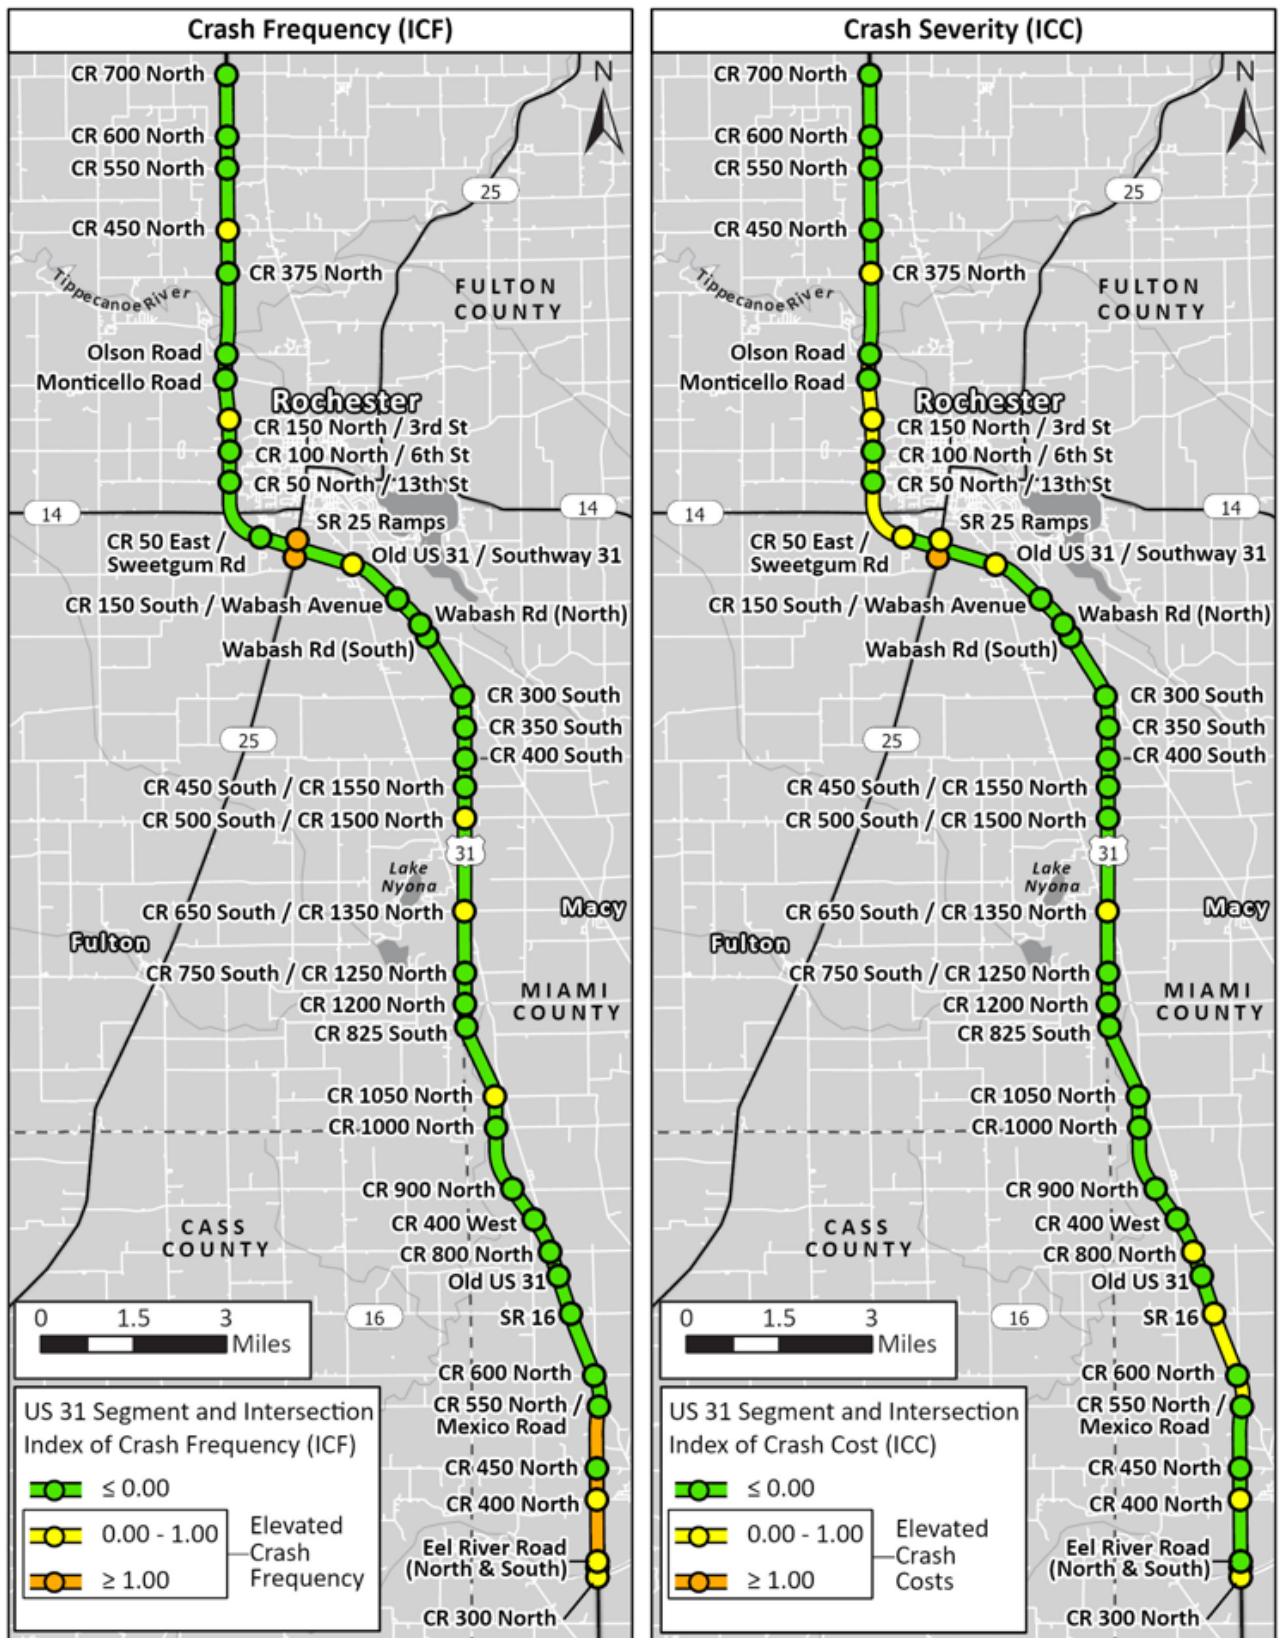 Crash Frequency (ICF)
N
CR 700 North
CR 600 North
CR 550 North
25
CR 450 North
CR 375 North
Tippecanoe River
FULTON
COUNTY
Olson Road
Monticello Road
Rochester
CR 150 North / 3rd St
CR 100 North / 6th St
CR 50 North / 13th St
14
14
SR 25 Ramps
CR 50 East /
Sweetgum Rd
Old US 31 / Southway 31
CR 150 South / Wabash Avenue
Wabash Rd (North)
Wabash Rd (South)
CR 300 South
CR 350 South
25
CR 400 South
CR 450 South / CR 1550 North
CR 500 South / CR 1500 North
31
Lake
Nyona
CR 650 South / CR 1350 North
Macy
Fulton
CR 750 South / CR 1250 North
MIAMI
COUNTY
CR 1200 North
CR 825 South
CR 1050 North
CR 1000 North
CR 900 North
CASS
COUNTY
CR 400 West
CR 800 North
Old US 31
SR 16
16
0 1.5 3
Miles
CR 600 North
CR 550 North /
Mexico Road
CR 450 North
CR 400 North
Eel River Road
(North & South)
CR 300 North
US 31 Segment and Intersection
Index of Crash Frequency (ICF)
≤ 0.00
0.00 - 1.00
≥ 1.00
Elevated
Crash
Frequency
Crash Severity (ICC)
N
CR 700 North
CR 600 North
CR 550 North
25
CR 450 North
CR 375 North
Tippecanoe River
FULTON
COUNTY
Olson Road
Monticello Road
Rochester
CR 150 North / 3rd St
CR 100 North / 6th St
CR 50 North / 13th St
14
14
SR 25 Ramps
CR 50 East /
Sweetgum Rd
Old US 31 / Southway 31
CR 150 South / Wabash Avenue
Wabash Rd (North)
Wabash Rd (South)
CR 300 South
CR 350 South
25
CR 400 South
CR 450 South / CR 1550 North
CR 500 South / CR 1500 North
31
Lake
Nyona
CR 650 South / CR 1350 North
Macy
Fulton
CR 750 South / CR 1250 North
MIAMI
COUNTY
CR 1200 North
CR 825 South
CR 1050 North
CR 1000 North
CR 900 North
CASS
COUNTY
CR 400 West
CR 800 North
Old US 31
SR 16
16
0 1.5 3
Miles
CR 600 North
CR 550 North /
Mexico Road
CR 450 North
CR 400 North
Eel River Road
(North & South)
CR 300 North
US 31 Segment and Intersection
Index of Crash Cost (ICC)
≤ 0.00
0.00 - 1.00
≥ 1.00
Elevated
Crash
Costs